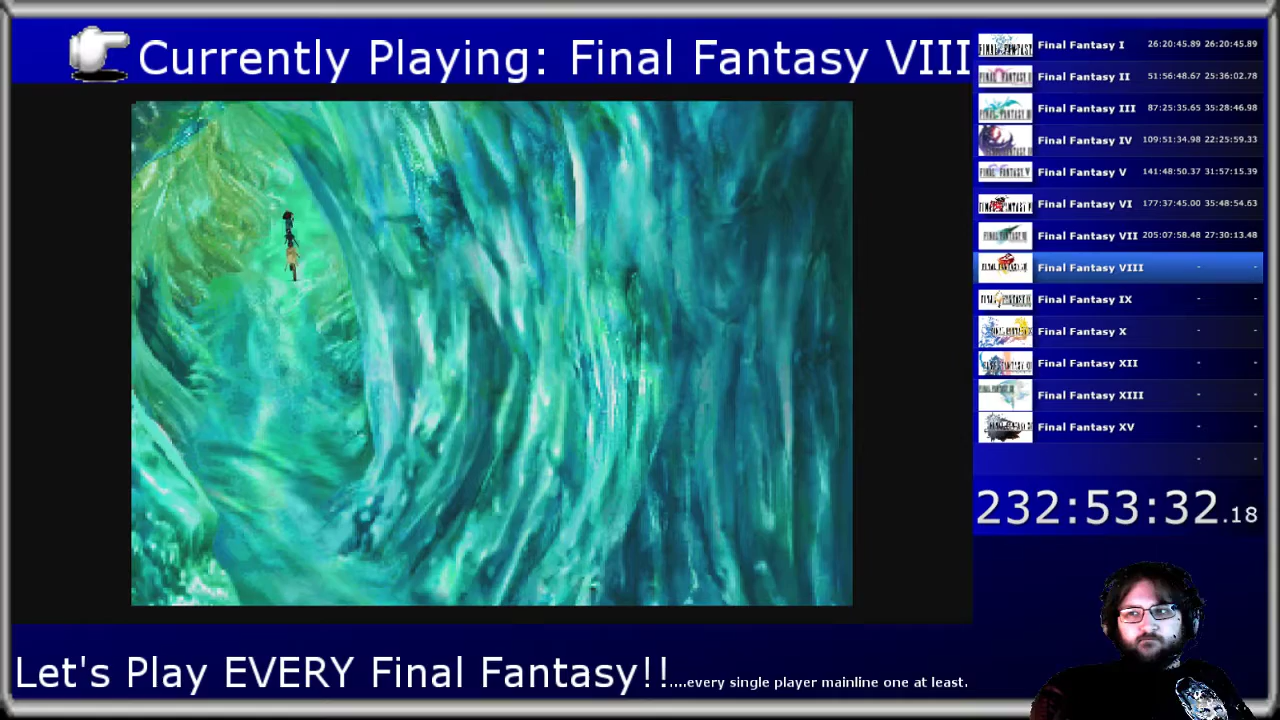 Currently Playing: Final Fantasy VIII
Final Fantasy I 26:20:45.89 26:20:45.89
Final Fantasy II 51:56:48.67 25:36:02.78
Final Fantasy III 87:25:35.65 35:28:46.98
Final Fantasy IV 109:51:34.98 22:25:59.33
Final Fantasy V 141:48:50.37 31:57:15.39
Final Fantasy VI 177:37:45.00 35:48:54.63
Final Fantasy VII 205:07:58.48 27:30:13.48
Final Fantasy VIII - -
Final Fantasy IX - -
Final Fantasy X - -
Final Fantasy XII - -
Final Fantasy XIII - -
Final Fantasy XV - -
- -
232:53:32.18
Let's Play EVERY Final Fantasy!!....every single player mainline one at least.